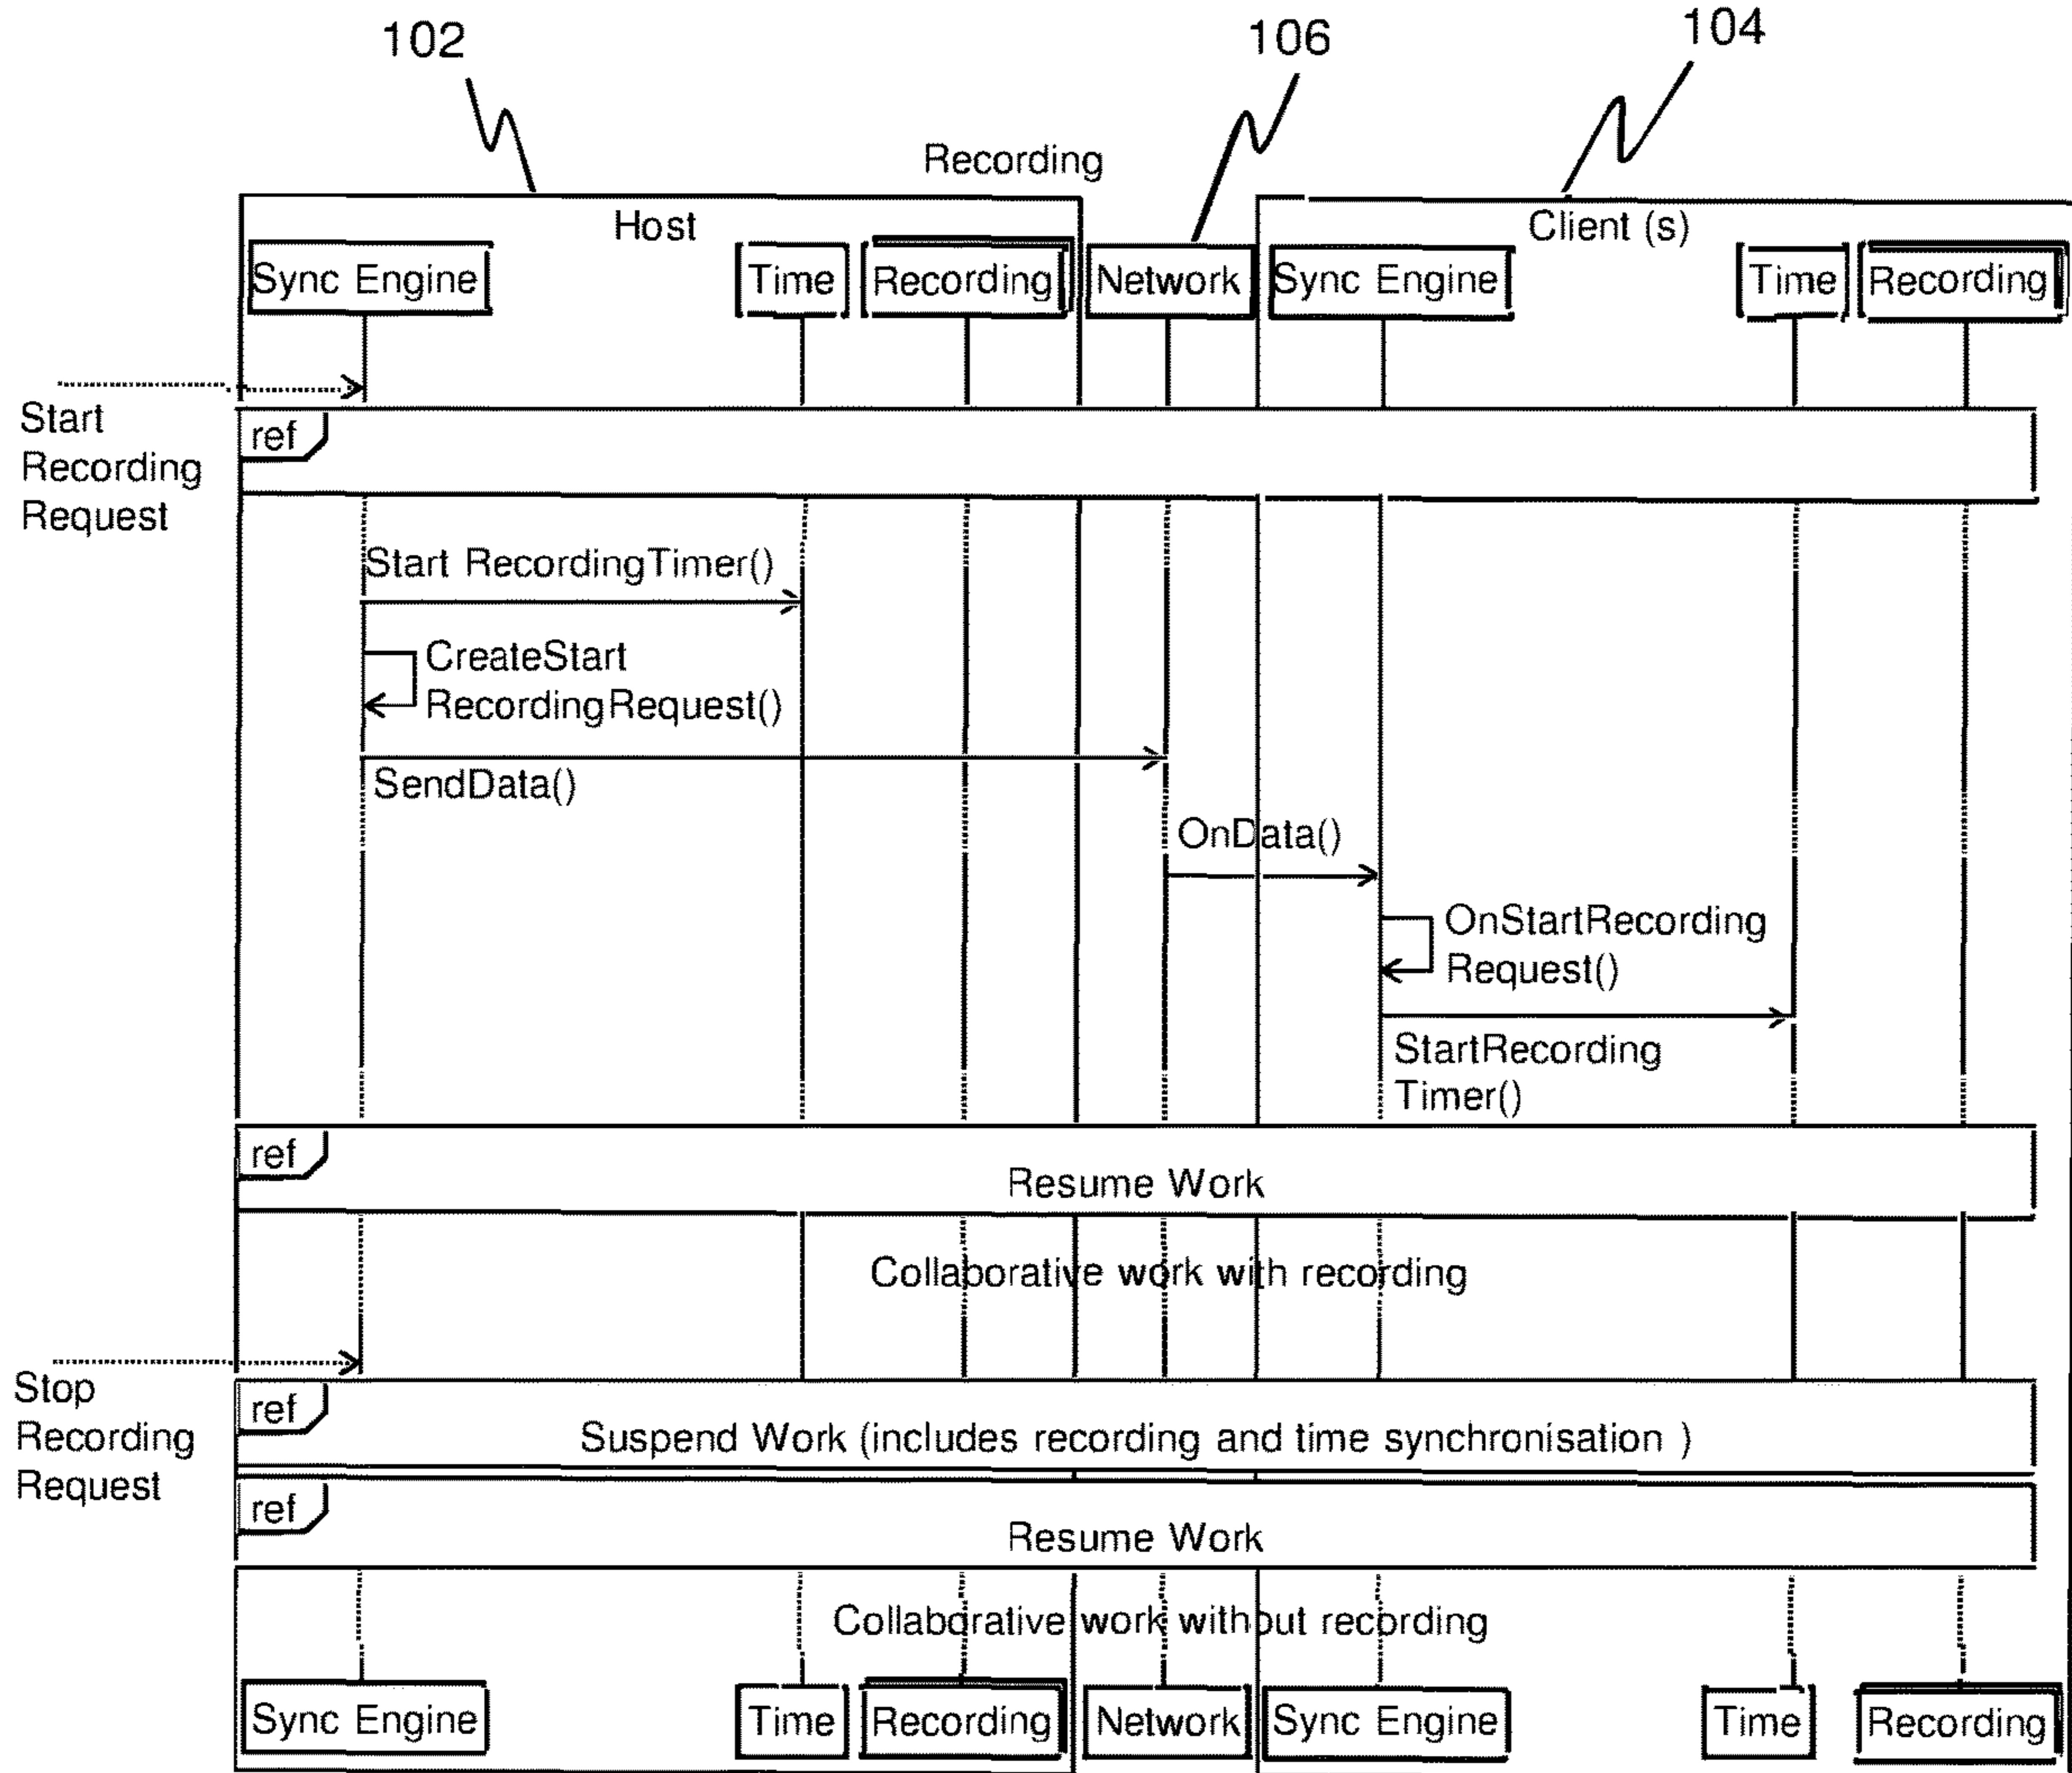 102
106
104
Recording
Host
Client (s)
Sync Engine
Time
Recording
Network
Sync Engine
Time
Recording
Start
Recording
Request
ref
Start RecordingTimer()
CreateStart
RecordingRequest()
SendData()
OnData()
OnStartRecording
Request()
StartRecording
Timer()
ref
Resume Work
Collaborative work with recording
Stop
Recording
Request
ref
Suspend Work (includes recording and time synchronisation )
ref
Resume Work
Collaborative work without recording
Sync Engine
Time
Recording
Network
Sync Engine
Time
Recording